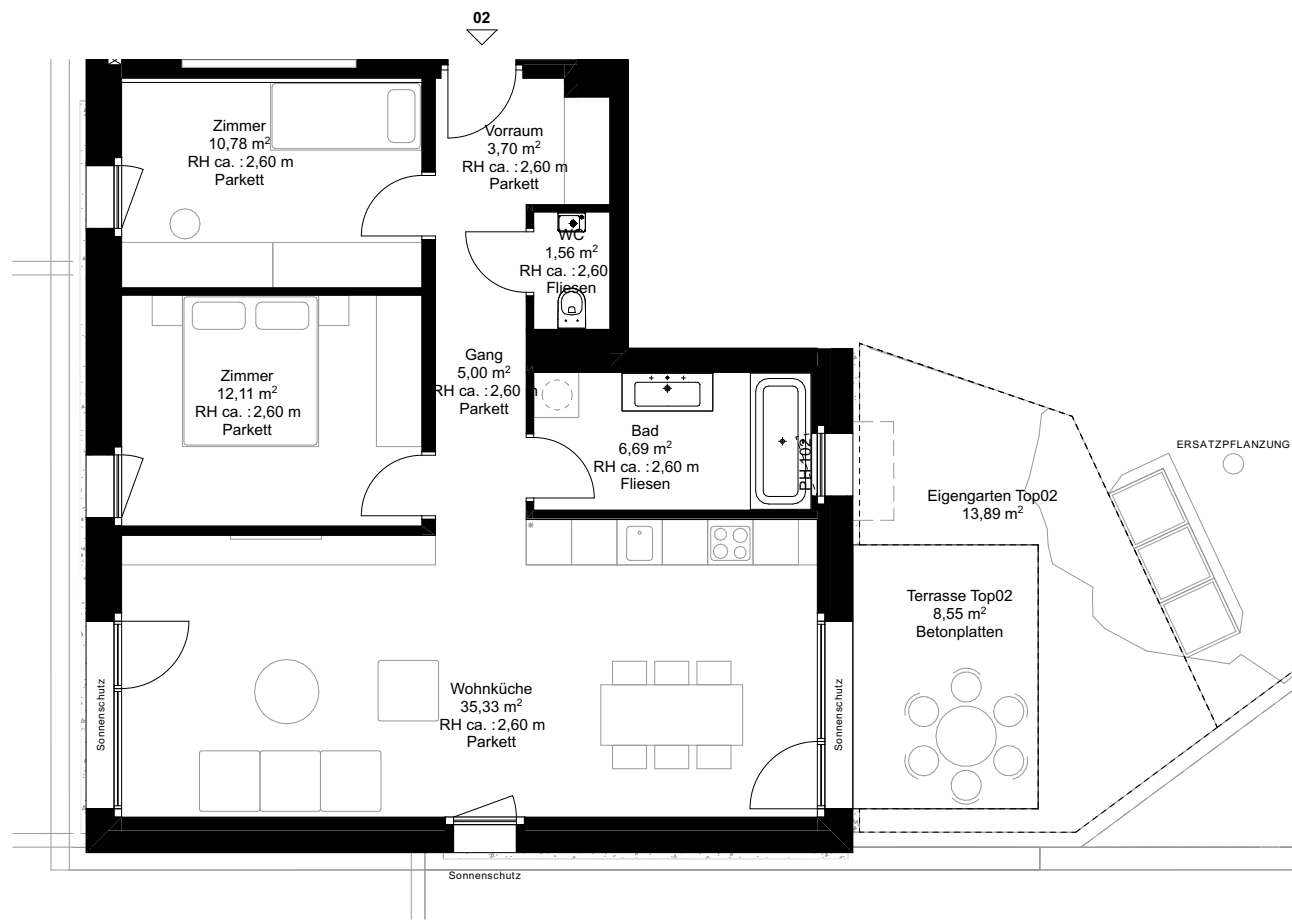 02
Zimmer
10,78 m²
RH ca. :2,60 m
Parkett
Vorraum
3,70 m²
RH ca. :2,60 m
Parkett
WC
1,56 m²
RH ca. :2,60
Fliesen
Zimmer
12,11 m²
RH ca. :2,60 m
Parkett
Gang
5,00 m²
RH ca. :2,60 m
Parkett
Bad
6,69 m²
RH ca. :2,60 m
Fliesen
PH 102
ERSATZPFLANZUNG
Eigengarten Top02
13,89 m²
Terrasse Top02
8,55 m²
Betonplatten
Wohnküche
35,33 m²
RH ca. :2,60 m
Parkett
Sonnenschutz
Sonnenschutz
Sonnenschutz